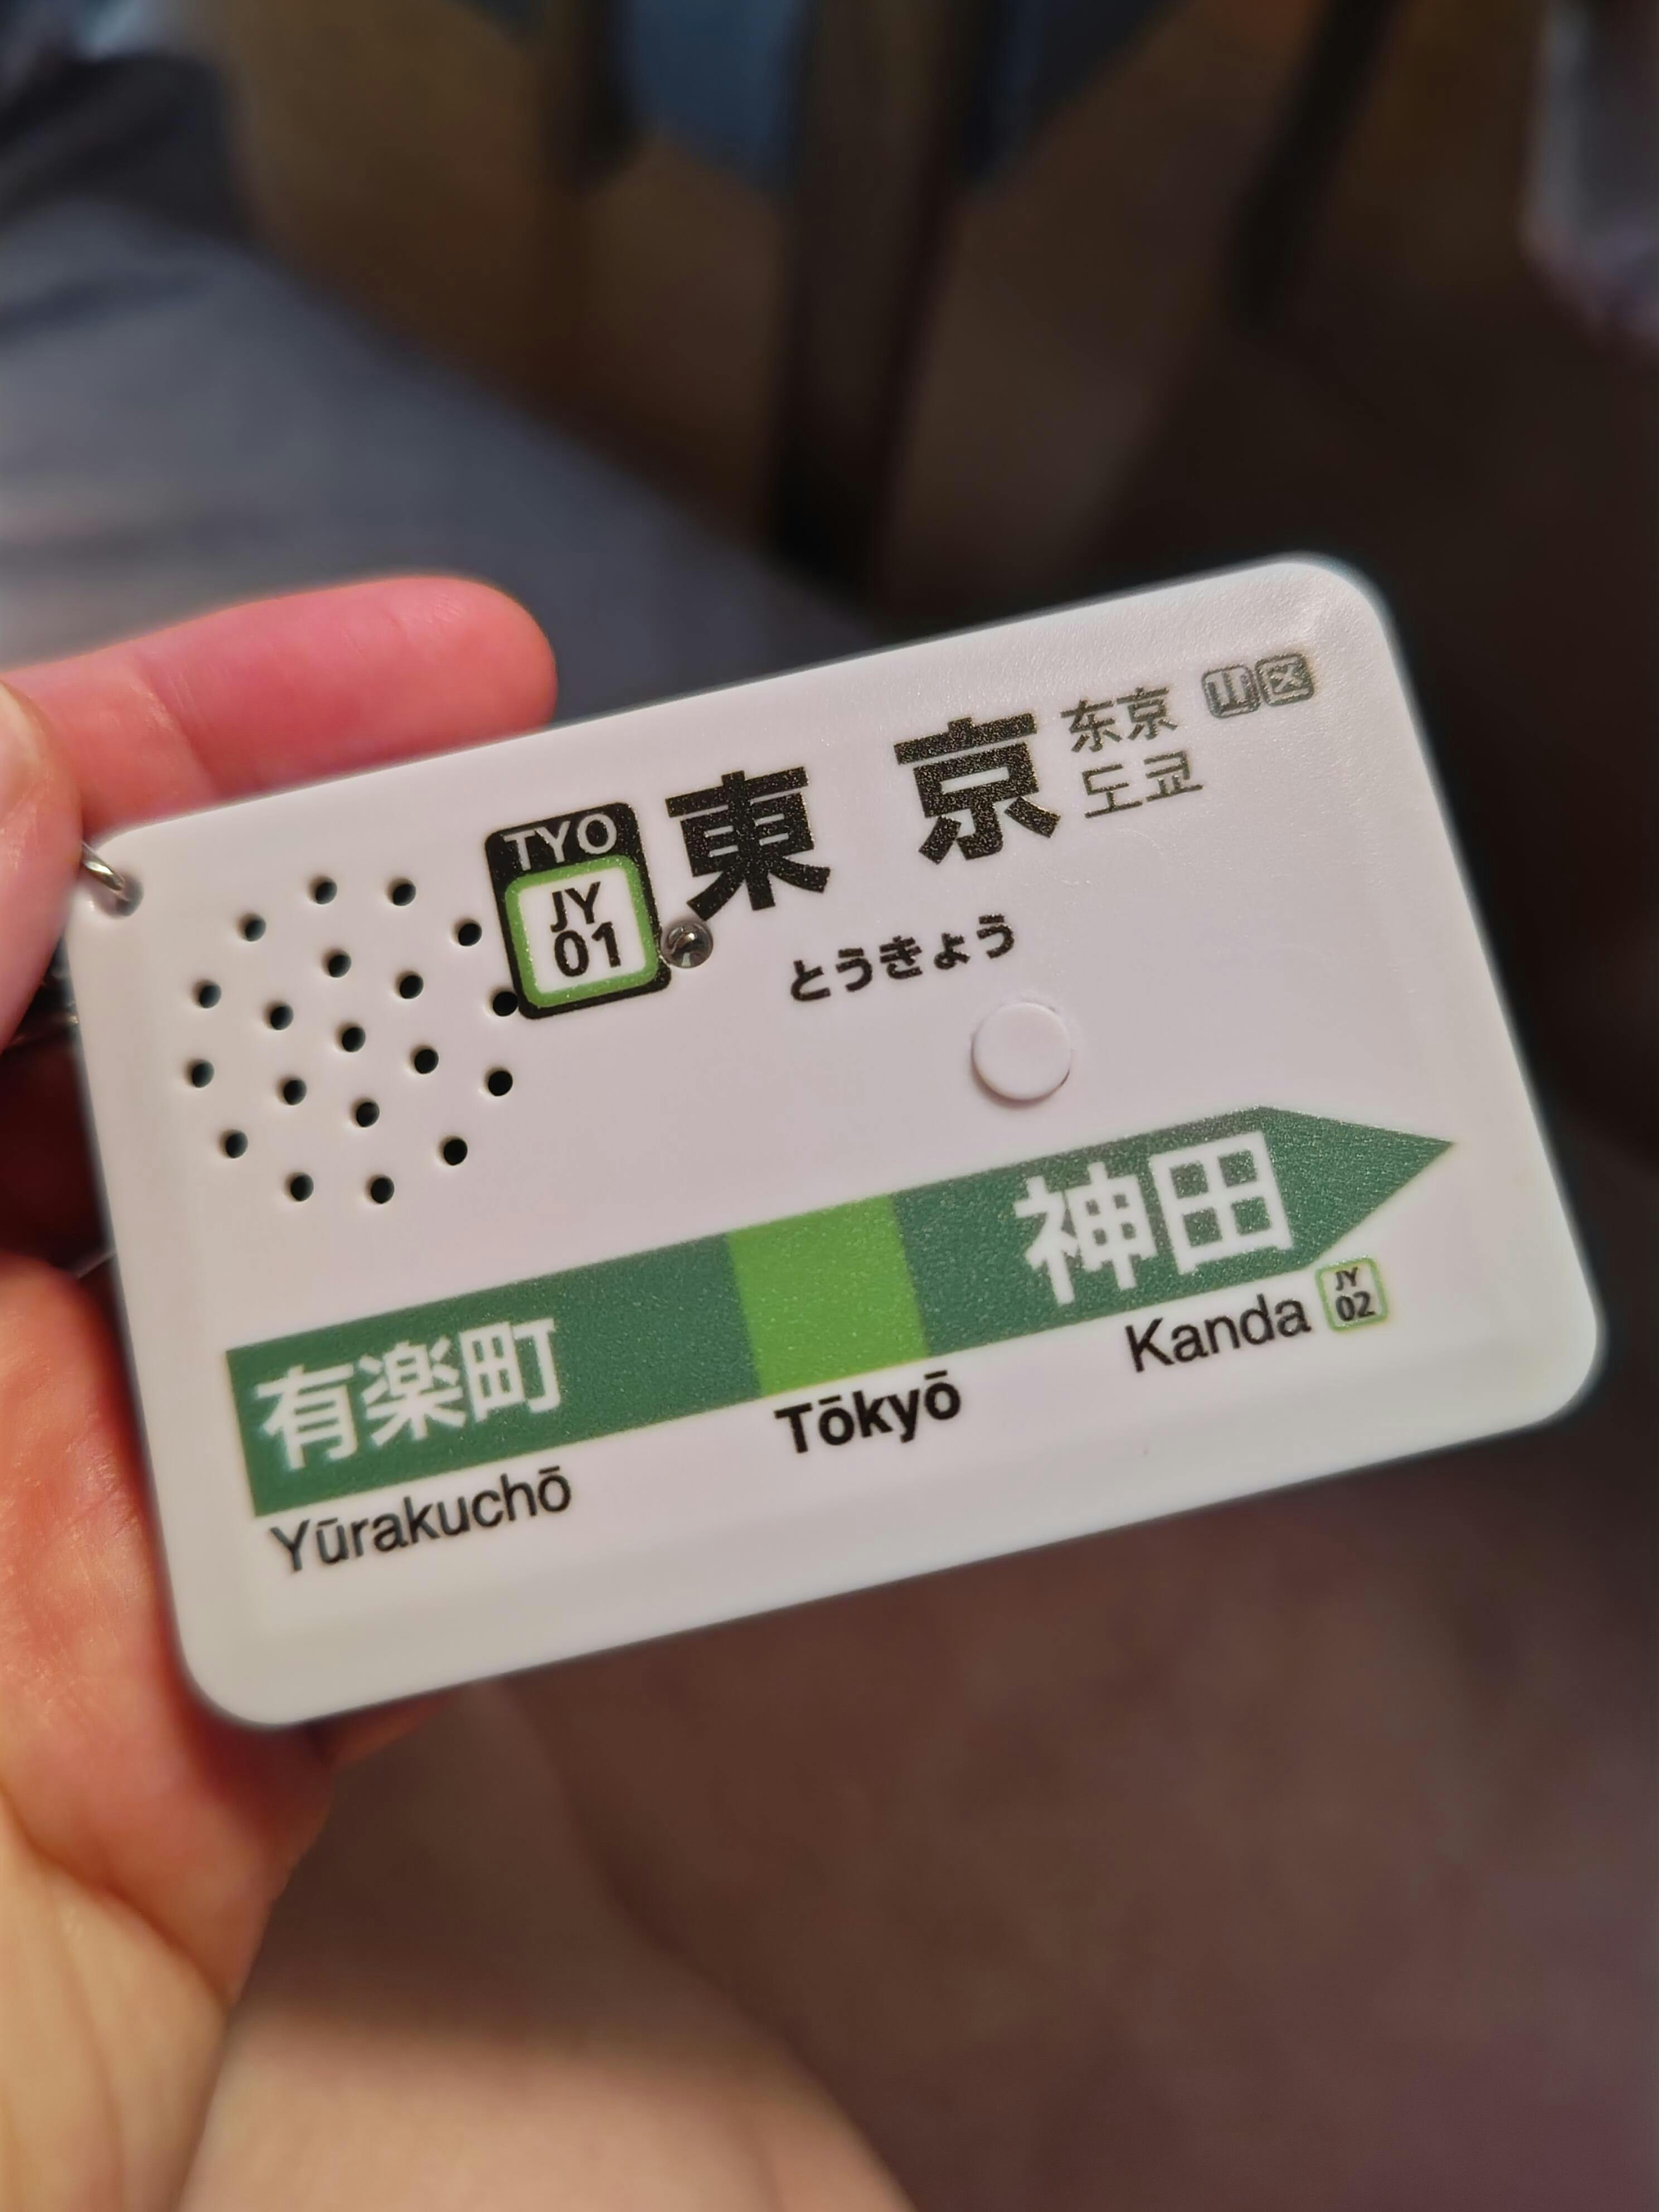 TYO
JY
01
東京
东京
도쿄
山区
とうきょう
有楽町
神田
Yūrakuchō
Tōkyō
Kanda
JY
02